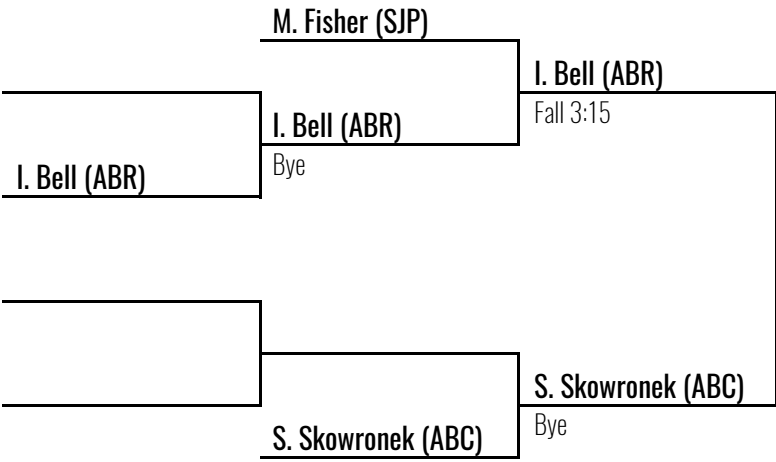 M. Fisher (SJP)
I. Bell (ABR)
Fall 3:15
I. Bell (ABR)
Bye
I. Bell (ABR)
S. Skowronek (ABC)
Bye
S. Skowronek (ABC)